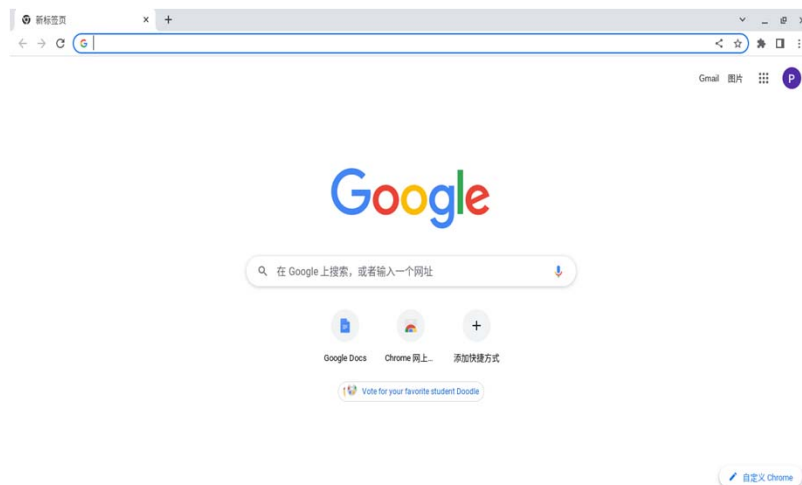 新标签页
G
Gmail 图片
P
Google
在 Google 上搜索，或者输入一个网址
Google Docs Chrome 网上... 添加快捷方式
Vote for your favorite student Doodle
自定义 Chrome